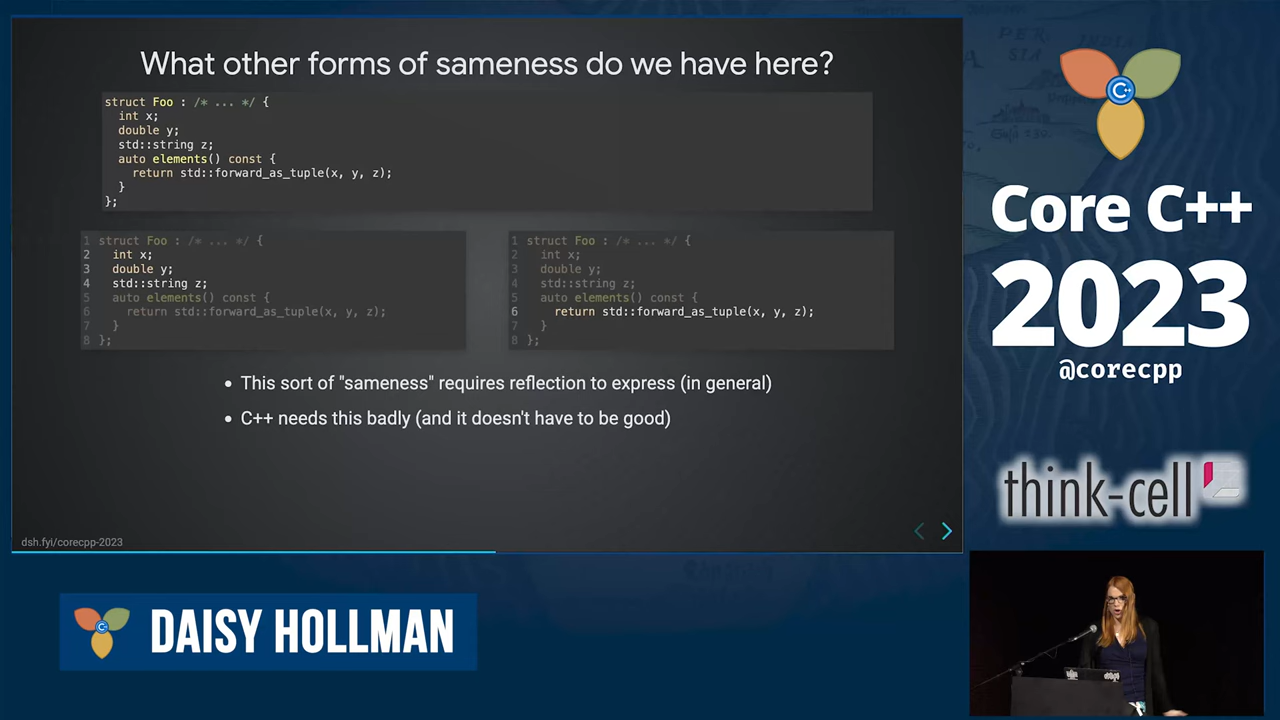 What other forms of sameness do we have here?
struct Foo : /* ... */ {
int x;
double y;
std::string z;
auto elements() const {
return std::forward_as_tuple(x, y, z);
}
};
1 struct Foo : /* ... */ {
2 int x;
3 double y;
4 std::string z;
5 auto elements() const {
6 return std::forward_as_tuple(x, y, z);
7 }
8 };
1 struct Foo : /* ... */ {
2 int x;
3 double y;
4 std::string z;
5 auto elements() const {
6 return std::forward_as_tuple(x, y, z);
7 }
8 };
• This sort of "sameness" requires reflection to express (in general)
• C++ needs this badly (and it doesn't have to be good)
dsh.fyi/corecpp-2023
C++
Core C++
2023
@corecpp
think-cell
C++
DAISY HOLLMAN